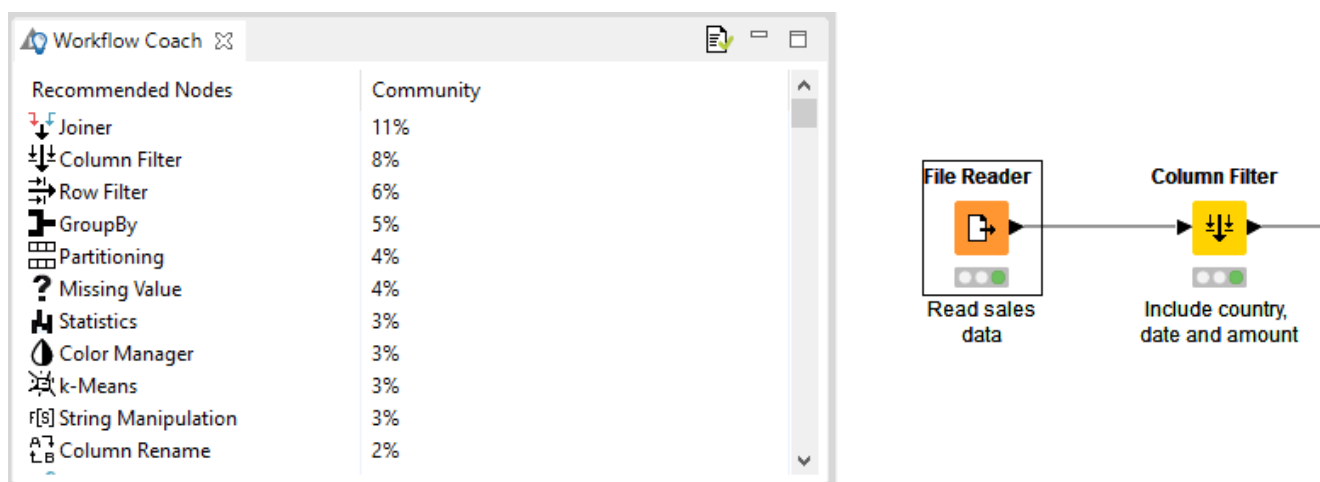 Workflow Coach
Recommended Nodes Community
Joiner 11%
Column Filter 8%
Row Filter 6%
GroupBy 5%
Partitioning 4%
? Missing Value 4%
Statistics 3%
Color Manager 3%
k-Means 3%
F[S] String Manipulation 3%
A B Column Rename 2%
File Reader
Read sales
data
Column Filter
Include country,
date and amount